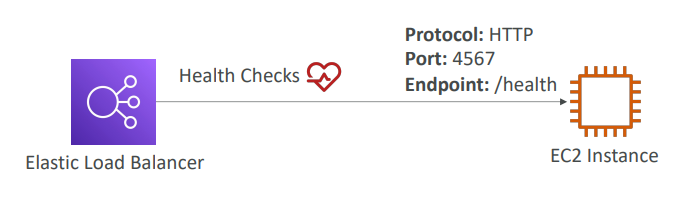 Protocol: HTTP
Port: 4567
Endpoint: /health
Health Checks
Elastic Load Balancer
EC2 Instance